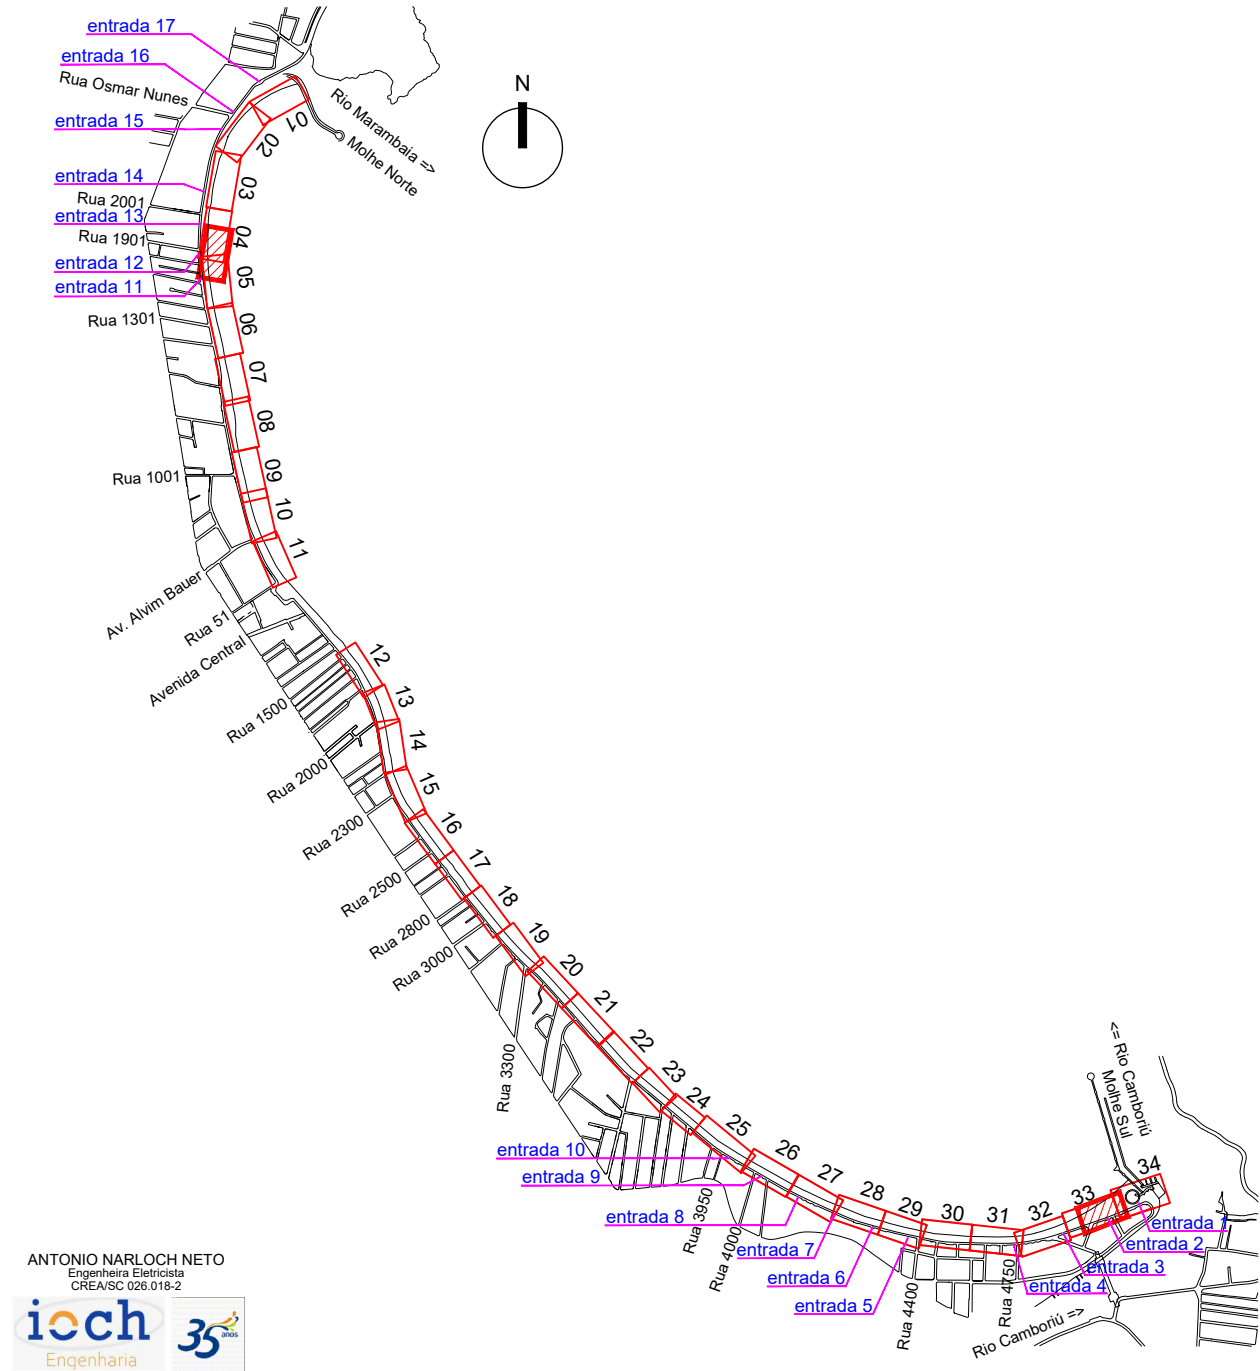 entrada 17
entrada 16
Rua Osmar Nunes
entrada 15
entrada 14
Rua 2001
entrada 13
Rua 1901
entrada 12
entrada 11
Rua 1301
Rua 1001
Av. Alvim Bauer
Rua 51
Avenida Central
Rua 1500
Rua 2000
Rua 2300
Rua 2500
Rua 2800
Rua 3000
Rua 3300
N
Rio Marambaia =>
Molhe Norte
01
02
03
04
05
06
07
08
09
10
11
12
13
14
15
16
17
18
19
20
21
22
23
24
25
26
27
28
29
30
31
32
33
34
<= Rio Camboriú
Molhe Sul
entrada 10
entrada 9
entrada 8
Rua 3950
Rua 4000
entrada 7
entrada 6
entrada 5
Rua 4400
Rua 4750
entrada 1
entrada 2
entrada 3
entrada 4
Rio Camboriú =>
ANTONIO NARLOCH NETO
Engenheira Eletricista
CREA/SC 026.018-2
ioch
Engenharia
35
anos